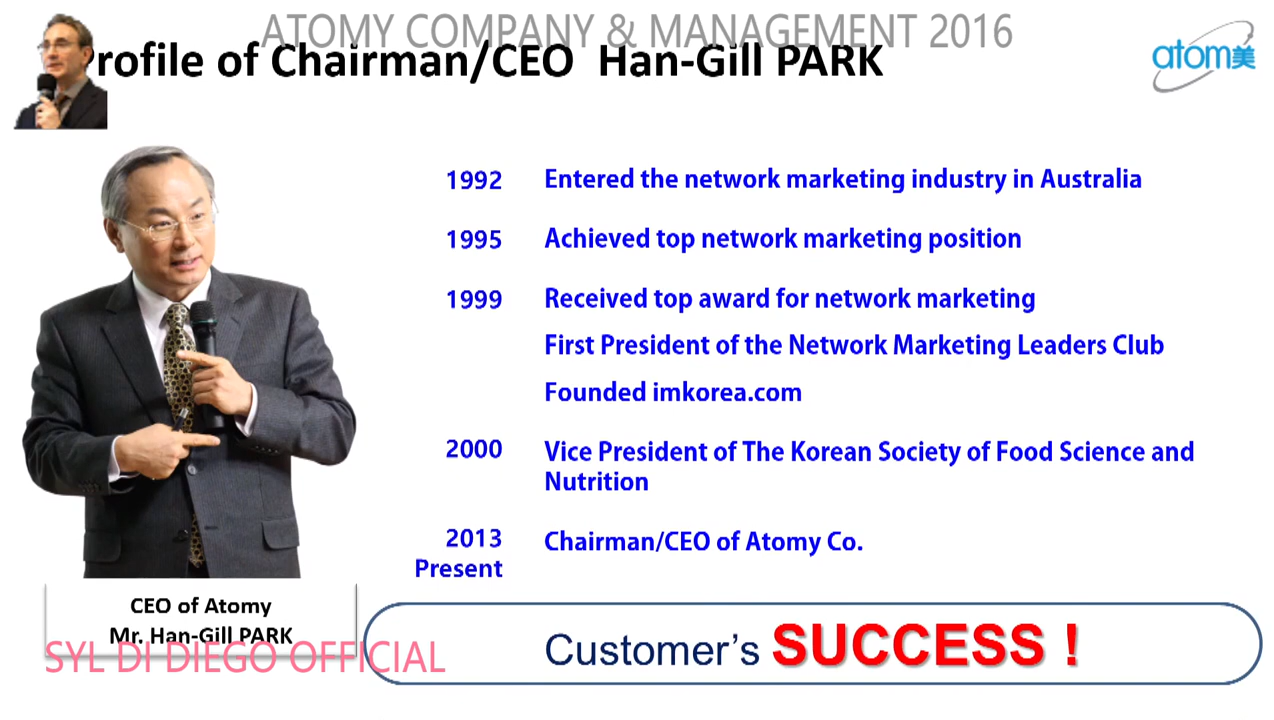 ATOMY COMPANY & MANAGEMENT 2016
rofile of Chairman/CEO Han-Gill PARK
atom美
1992 Entered the network marketing industry in Australia
1995 Achieved top network marketing position
1999 Received top award for network marketing
First President of the Network Marketing Leaders Club
Founded imkorea.com
2000 Vice President of The Korean Society of Food Science and
Nutrition
2013 Chairman/CEO of Atomy Co.
Present
CEO of Atomy
Mr. Han-Gill PARK
SYL DI DIEGO OFFICIAL
Customer's SUCCESS !